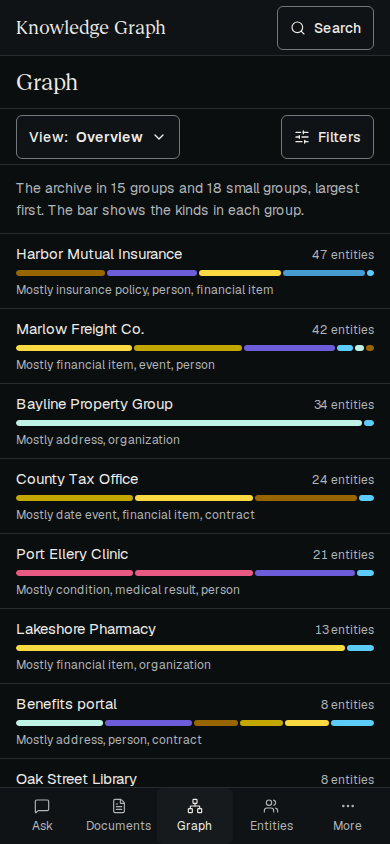 Knowledge Graph
Search
Graph
View: Overview
Filters
The archive in 15 groups and 18 small groups, largest
first. The bar shows the kinds in each group.
Harbor Mutual Insurance 47 entities
Mostly insurance policy, person, financial item
Marlow Freight Co. 42 entities
Mostly financial item, event, person
Bayline Property Group 34 entities
Mostly address, organization
County Tax Office 24 entities
Mostly date event, financial item, contract
Port Ellery Clinic 21 entities
Mostly condition, medical result, person
Lakeshore Pharmacy 13 entities
Mostly financial item, organization
Benefits portal 8 entities
Mostly address, person, contract
Oak Street Library 8 entities
Ask Documents Graph Entities More